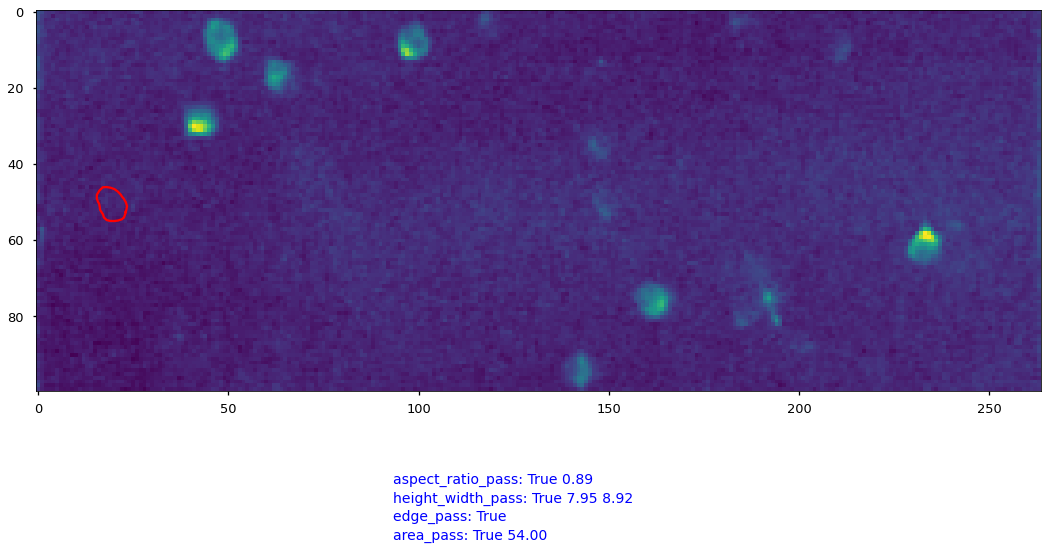 0
20
40
60
80
0 50 100 150 200 250
aspect_ratio_pass: True 0.89
height_width_pass: True 7.95 8.92
edge_pass: True
area_pass: True 54.00